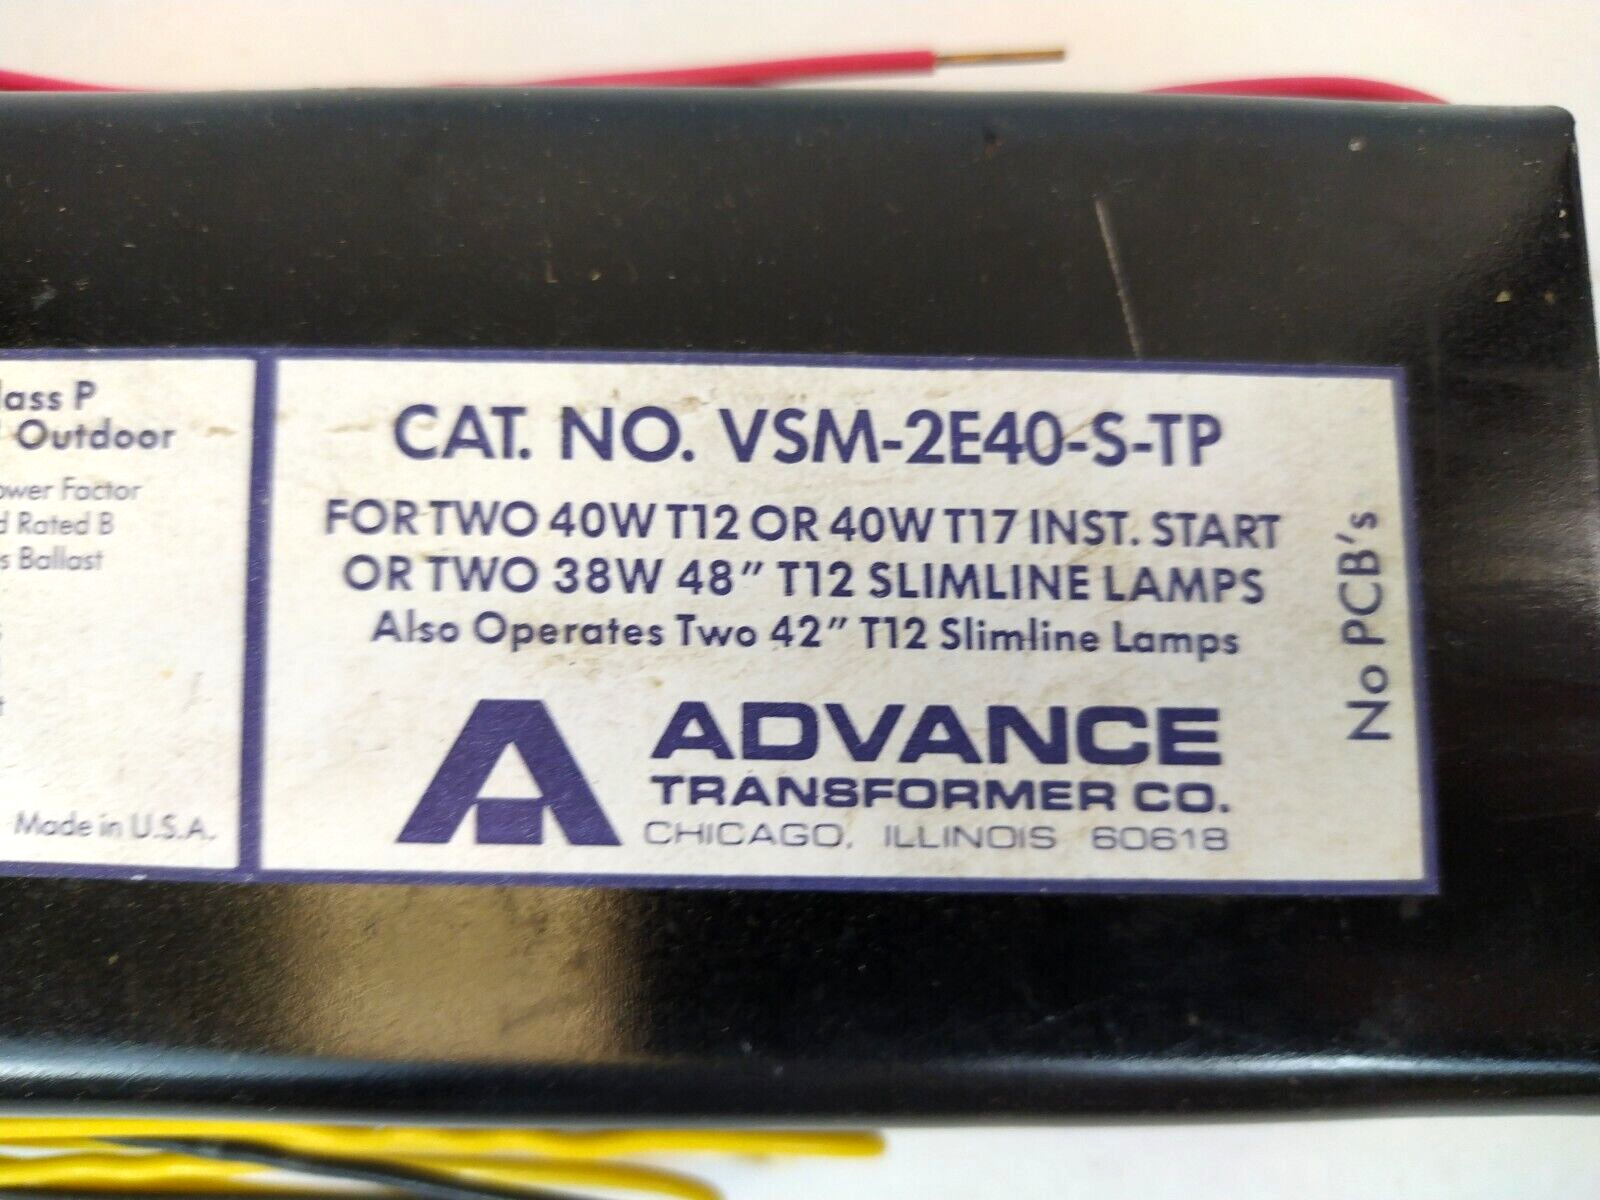 lass P
Outdoor
ower Factor
d Rated B
s Ballast
Made in U.S.A.
CAT. NO. VSM-2E40-S-TP
FOR TWO 40W T12 OR 40W T17 INST. START
OR TWO 38W 48" T12 SLIMLINE LAMPS
Also Operates Two 42" T12 Slimline Lamps
ADVANCE
TRANSFORMER CO.
CHICAGO, ILLINOIS 60618
No PCB's